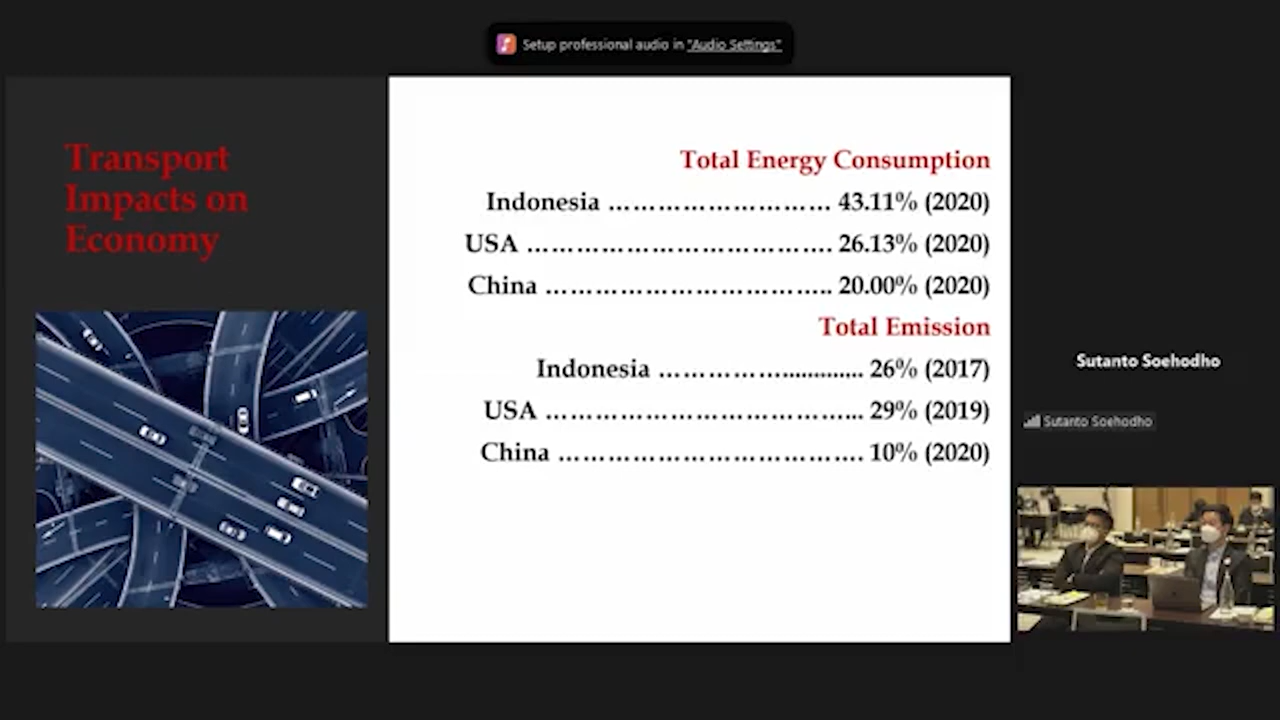 Setup professional audio in "Audio Settings"
Transport
Impacts on
Economy
Total Energy Consumption
Indonesia ……………………… 43.11% (2020)
USA ………………………………. 26.13% (2020)
China …………………………….. 20.00% (2020)
Total Emission
Indonesia …………….............. 26% (2017)
USA ………………………………... 29% (2019)
China ………………………………. 10% (2020)
Sutanto Soehodho
Sutanto Soehodho